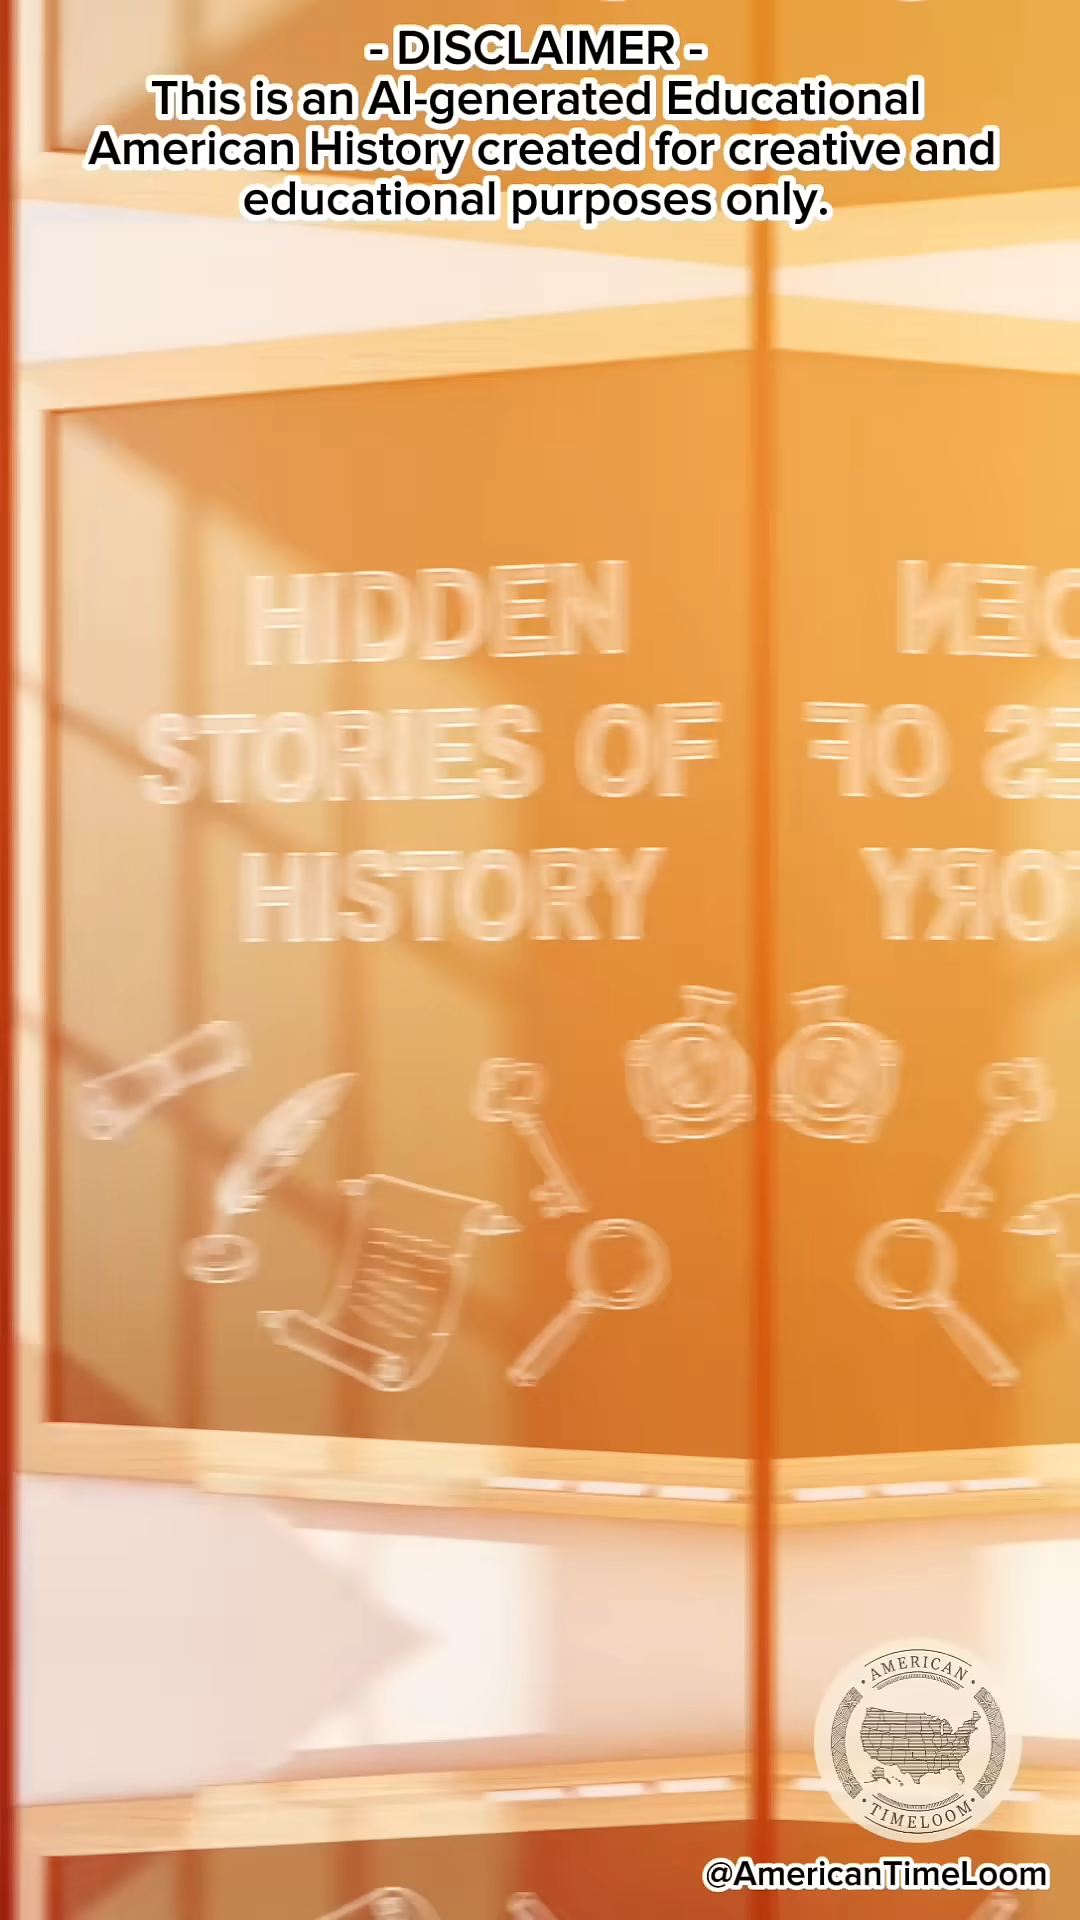 - DISCLAIMER -
This is an AI-generated Educational
American History created for creative and
educational purposes only.
HIDDEN
STORIES OF
HISTORY
AMERICAN
TIMELOOM
@AmericanTimeLoom